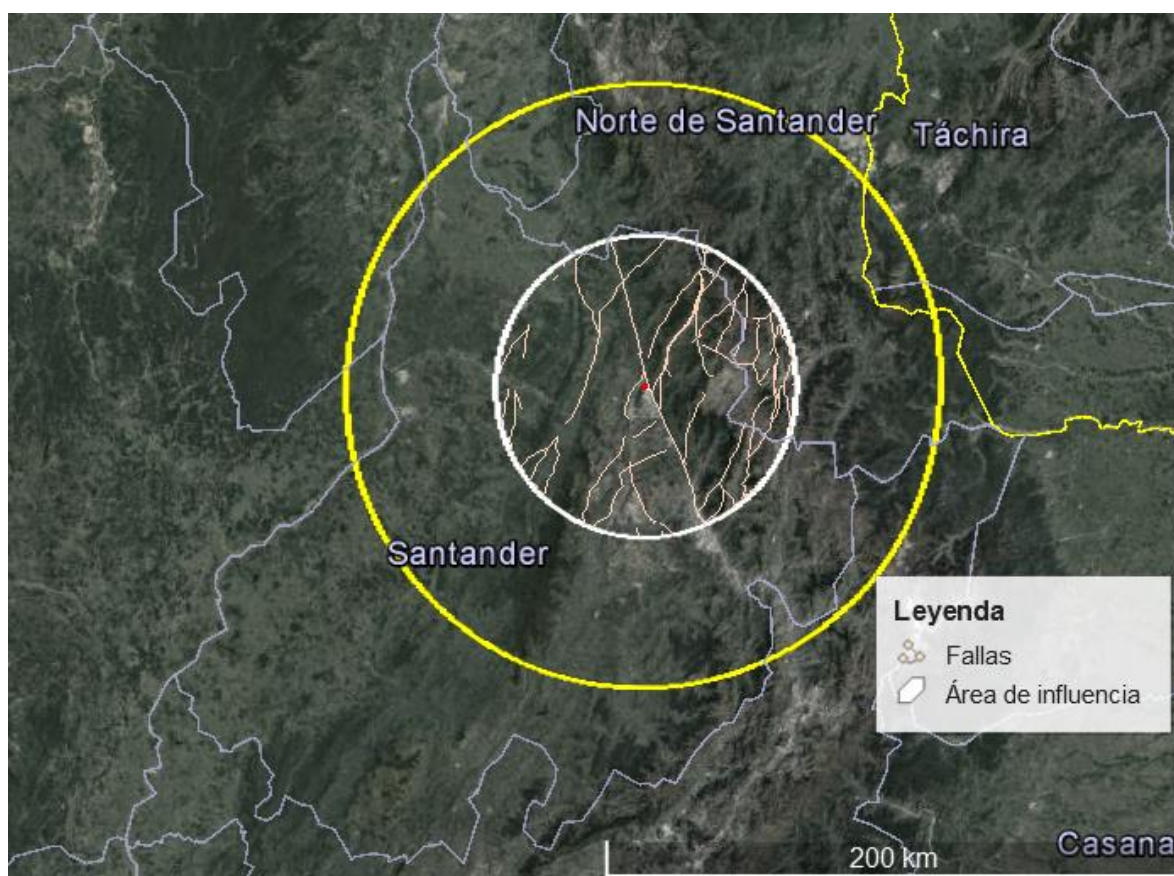 Norte de Santander
Táchira
Santander
Leyenda
Fallas
Área de influencia
200 km
Casana